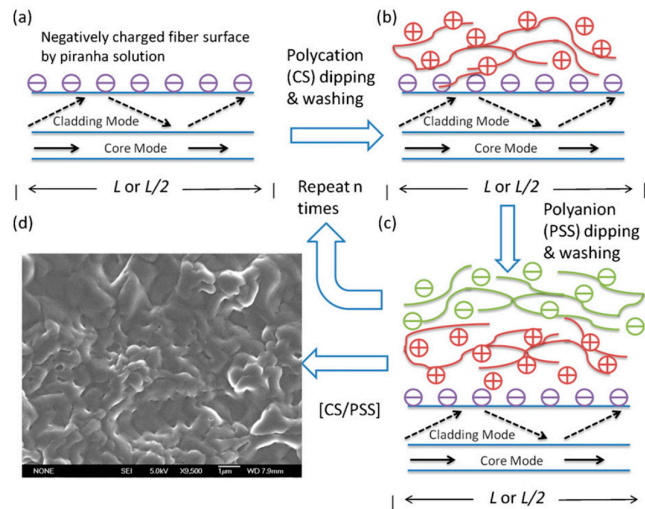 (a)
Negatively charged fiber surface
by piranha solution
Cladding Mode
Core Mode
L or L/2
Polycation
(CS) dipping
& washing
(b)
Cladding Mode
Core Mode
L or L/2
Repeat n
times
Polyanion
(PSS) dipping
& washing
(c)
Cladding Mode
Core Mode
L or L/2
[CS/PSS]
(d)
NONE SEI 5.0kV X9,500 1μm WD 7.9mm